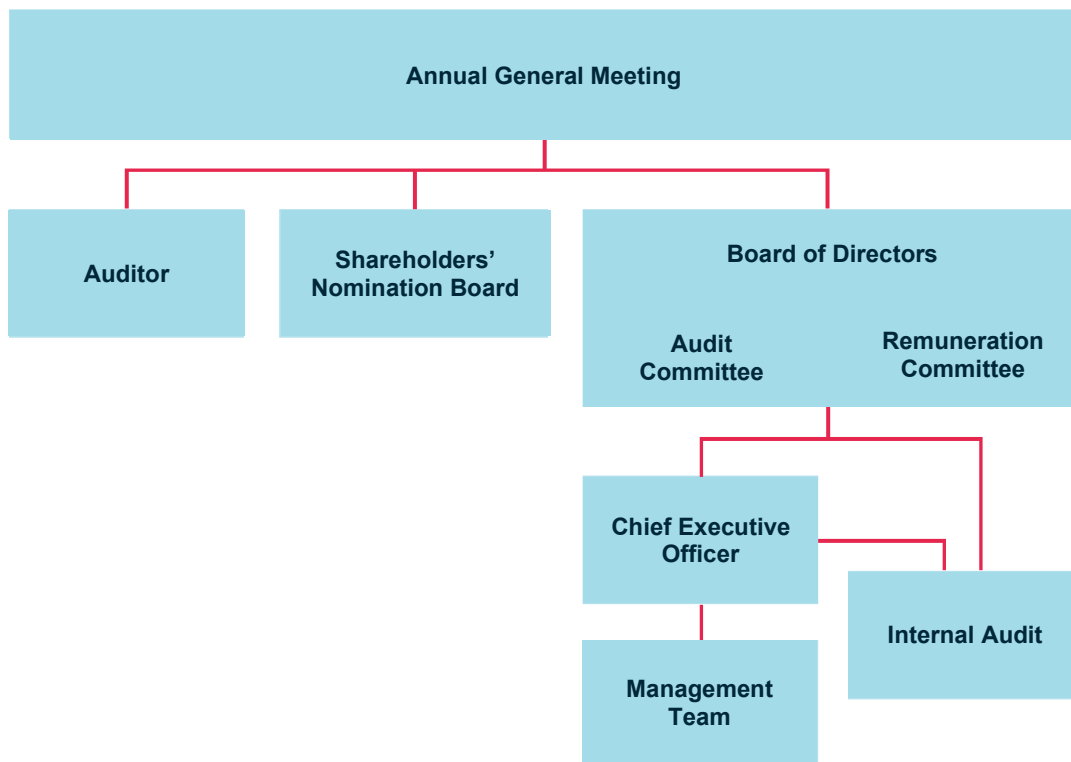 Annual General Meeting
Auditor
Shareholders’
Nomination Board
Board of Directors
Audit
Committee
Remuneration
Committee
Chief Executive
Officer
Internal Audit
Management
Team